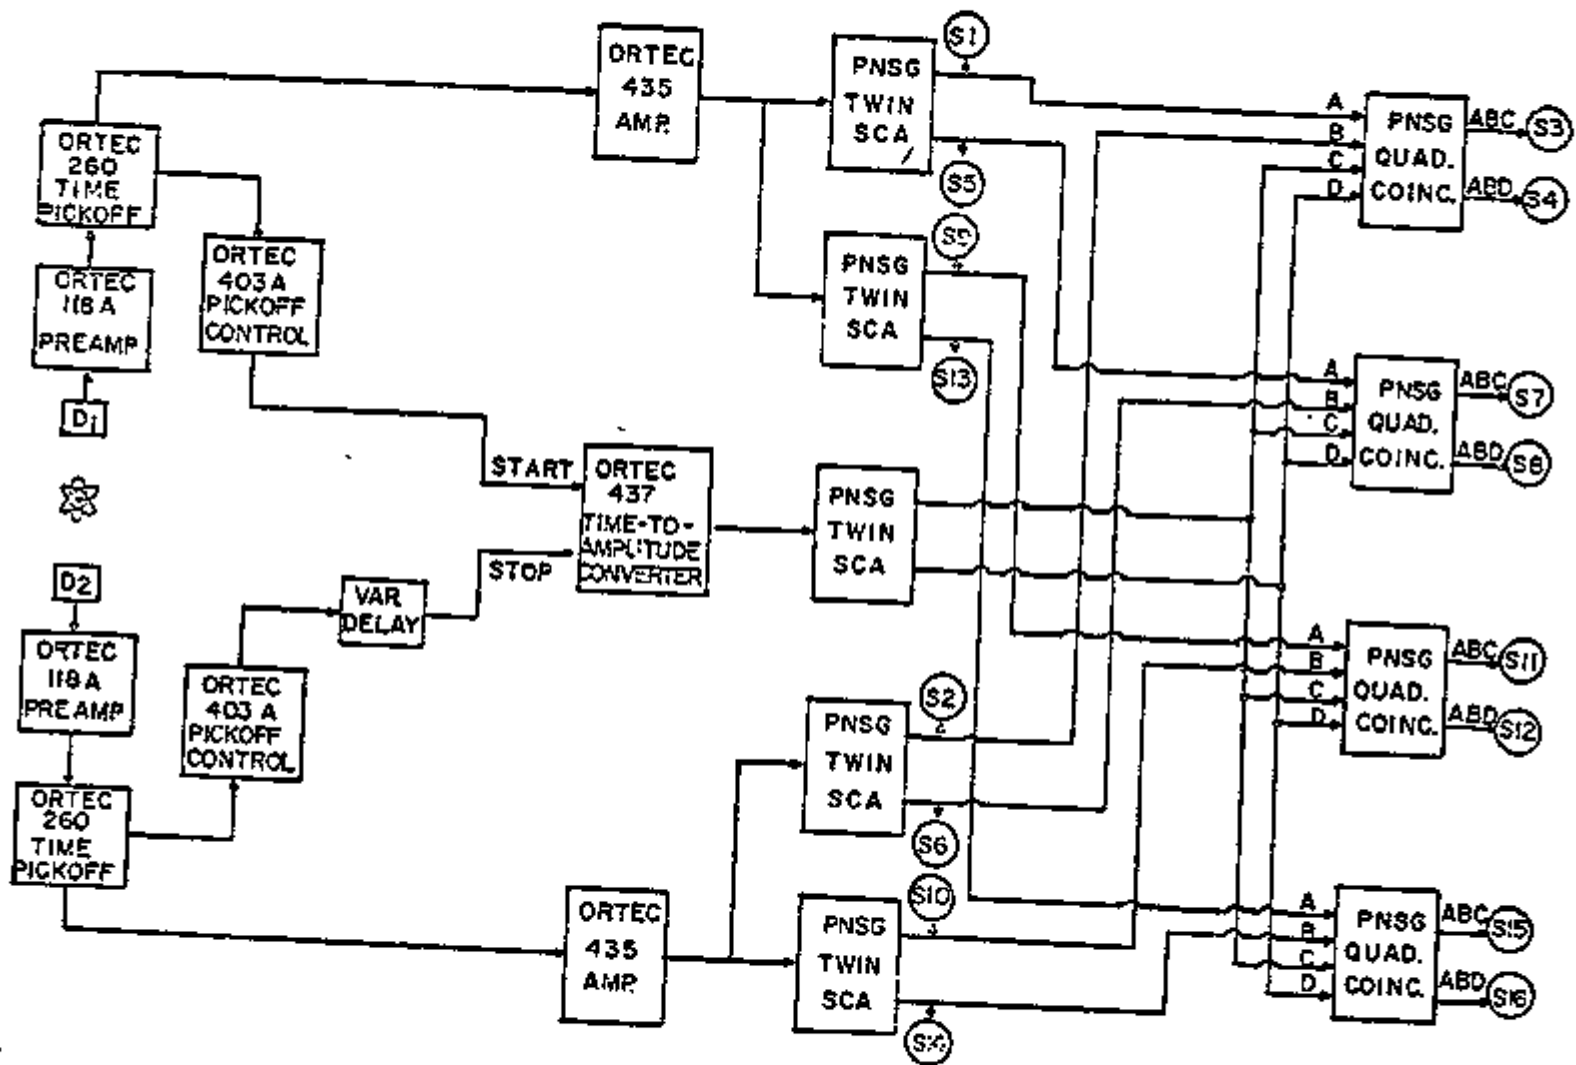 ORTEC
260
TIME
PICKOFF
ORTEC
118A
PREAMP.
D1
ORTEC
403A
PICKOFF
CONTROL
ORTEC
435
AMP.
PNSG
TWIN
SCA
S1
S5
PNSG
TWIN
SCA
S9
S13
START
STOP
ORTEC
437
TIME-TO-
AMPLITUDE
CONVERTER
PNSG
TWIN
SCA
D2
ORTEC
118A
PREAMP.
ORTEC
260
TIME
PICKOFF
ORTEC
403A
PICKOFF
CONTROL
VAR.
DELAY
ORTEC
435
AMP.
PNSG
TWIN
SCA
S2
S6
PNSG
TWIN
SCA
S10
A
B
C
D
PNSG
QUAD.
COINC.
ABC
S3
ABD
S4
A
B
C
D
PNSG
QUAD.
COINC.
ABC
S7
ABD
S8
A
B
C
D
PNSG
QUAD.
COINC.
ABC
S11
ABD
S12
A
B
C
D
PNSG
QUAD.
COINC.
ABC
S15
ABD
S16